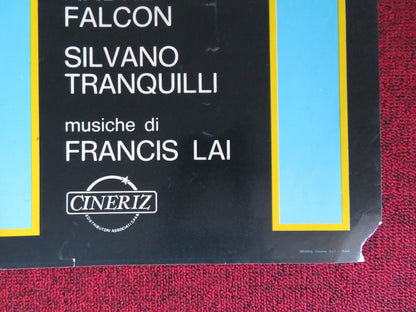 FALCON
SILVANO
TRANQUILLI
musiche di
FRANCIS LAI
CINERIZ